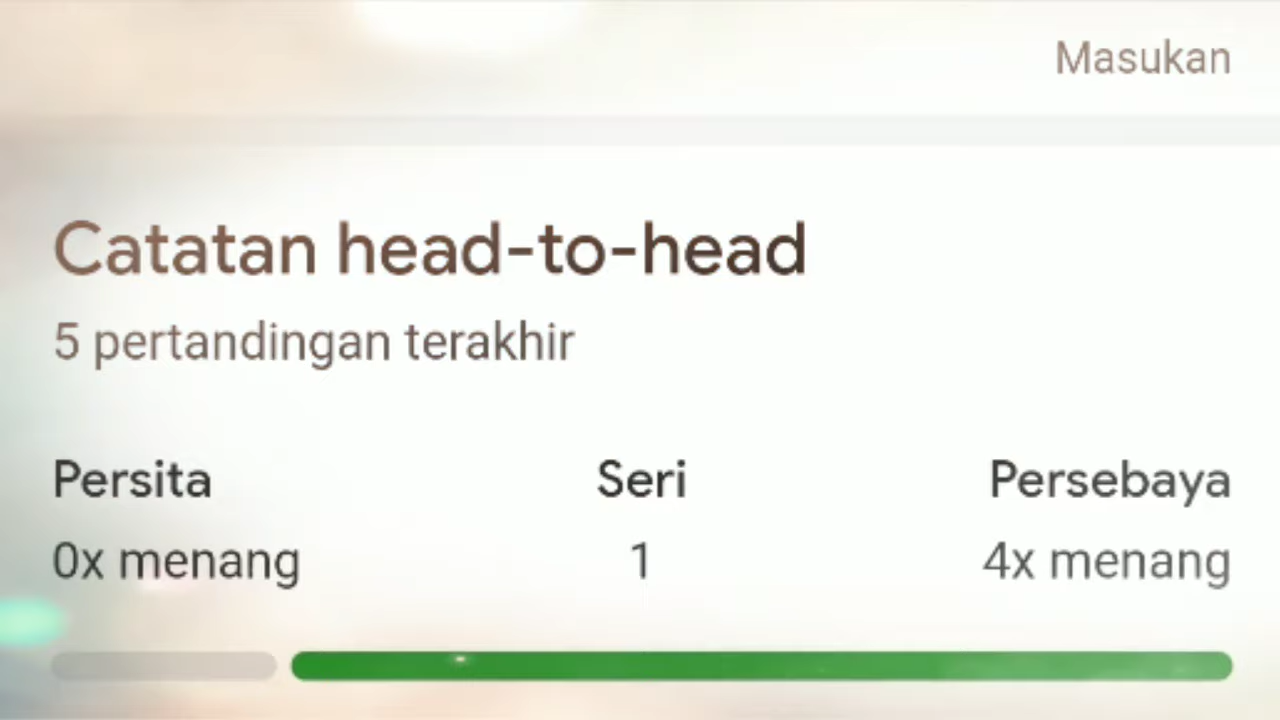 Masukan
Catatan head-to-head
5 pertandingan terakhir
Persita Seri Persebaya
0x menang 1 4x menang